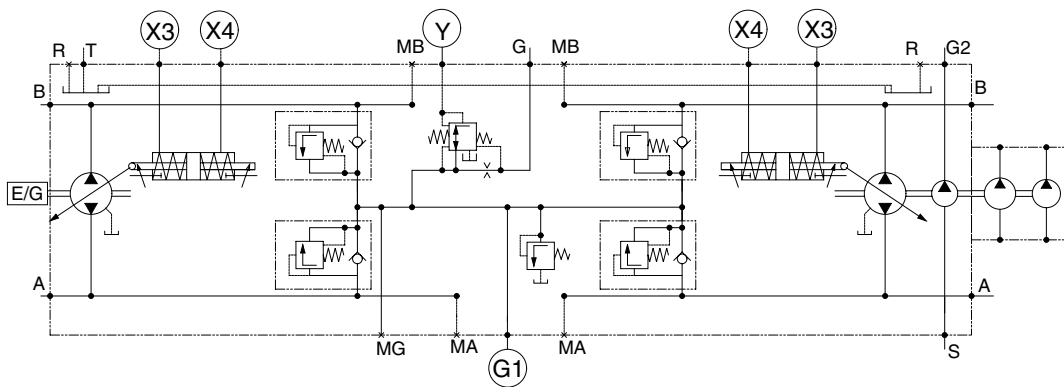 X3 X4 Y X4 X3
R T MB G MB R G2
B B
E/G
A A
MG MA G1 MA S